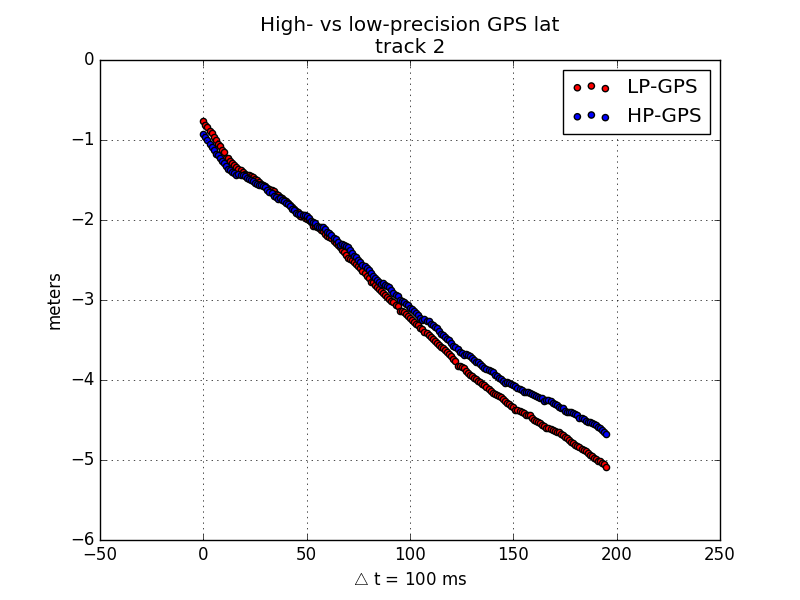 High- vs low-precision GPS lat
track 2
LP-GPS
HP-GPS
0
−1
−2
−3
−4
−5
−6
meters
−50
0
50
100
150
200
250
△ t = 100 ms